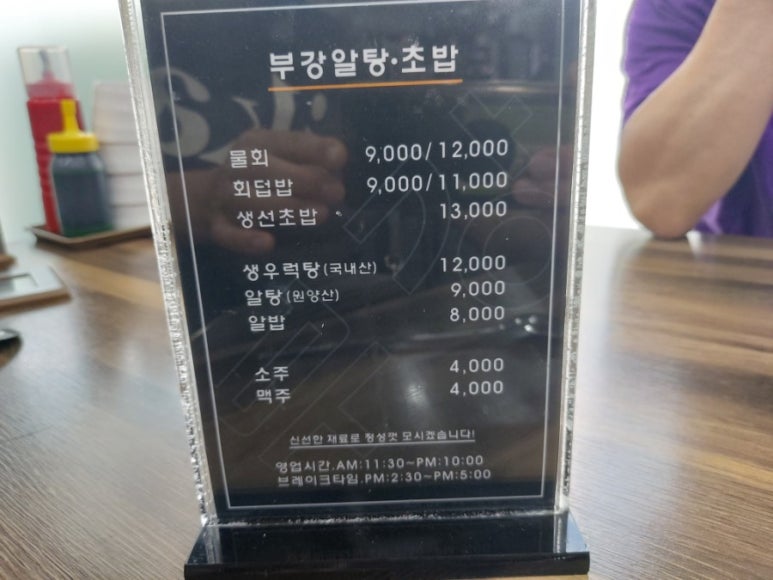 부강알탕·초밥
물회 9,000/12,000
회덥밥 9,000/11,000
생선초밥 13,000
생우럭탕(국내산) 12,000
알탕(원양산) 9,000
알밥 8,000
소주 4,000
맥주 4,000
신선한 재료로 정성껏 모시겠습니다!
영업시간.AM:11:30~PM:10:00
브레이크타임.PM:2:30~PM:5:00